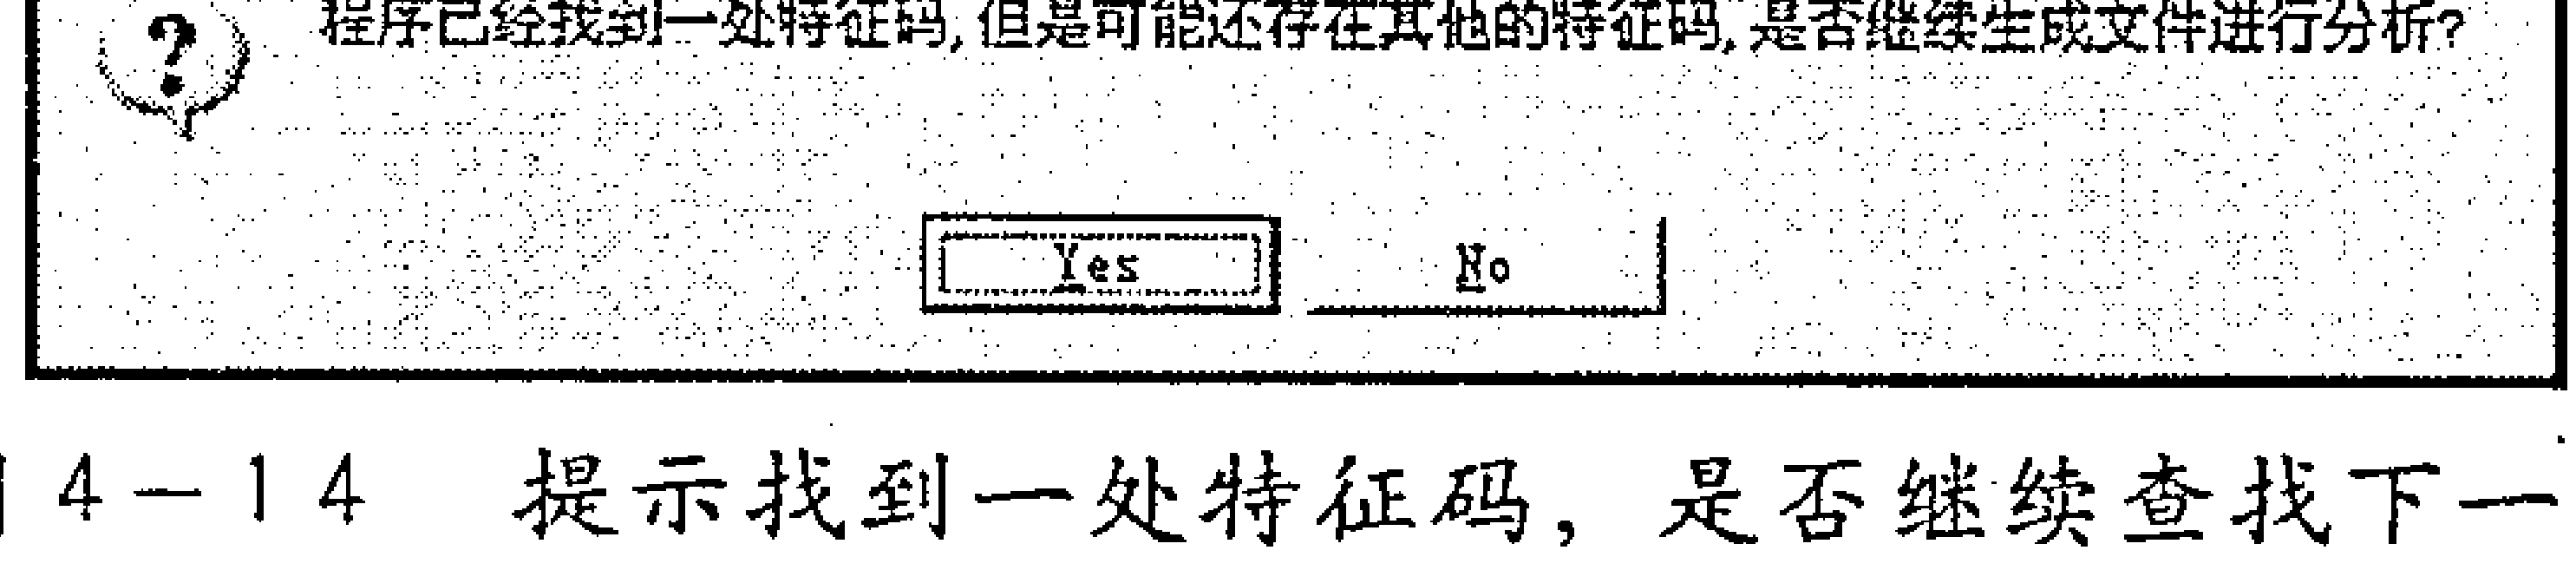 程序已经找到一处特征码,但是可能还存在其他的特征码,是否继续生成文件进行分析?
Yes No
4-14 提示找到一处特征码，是否继续查找下一